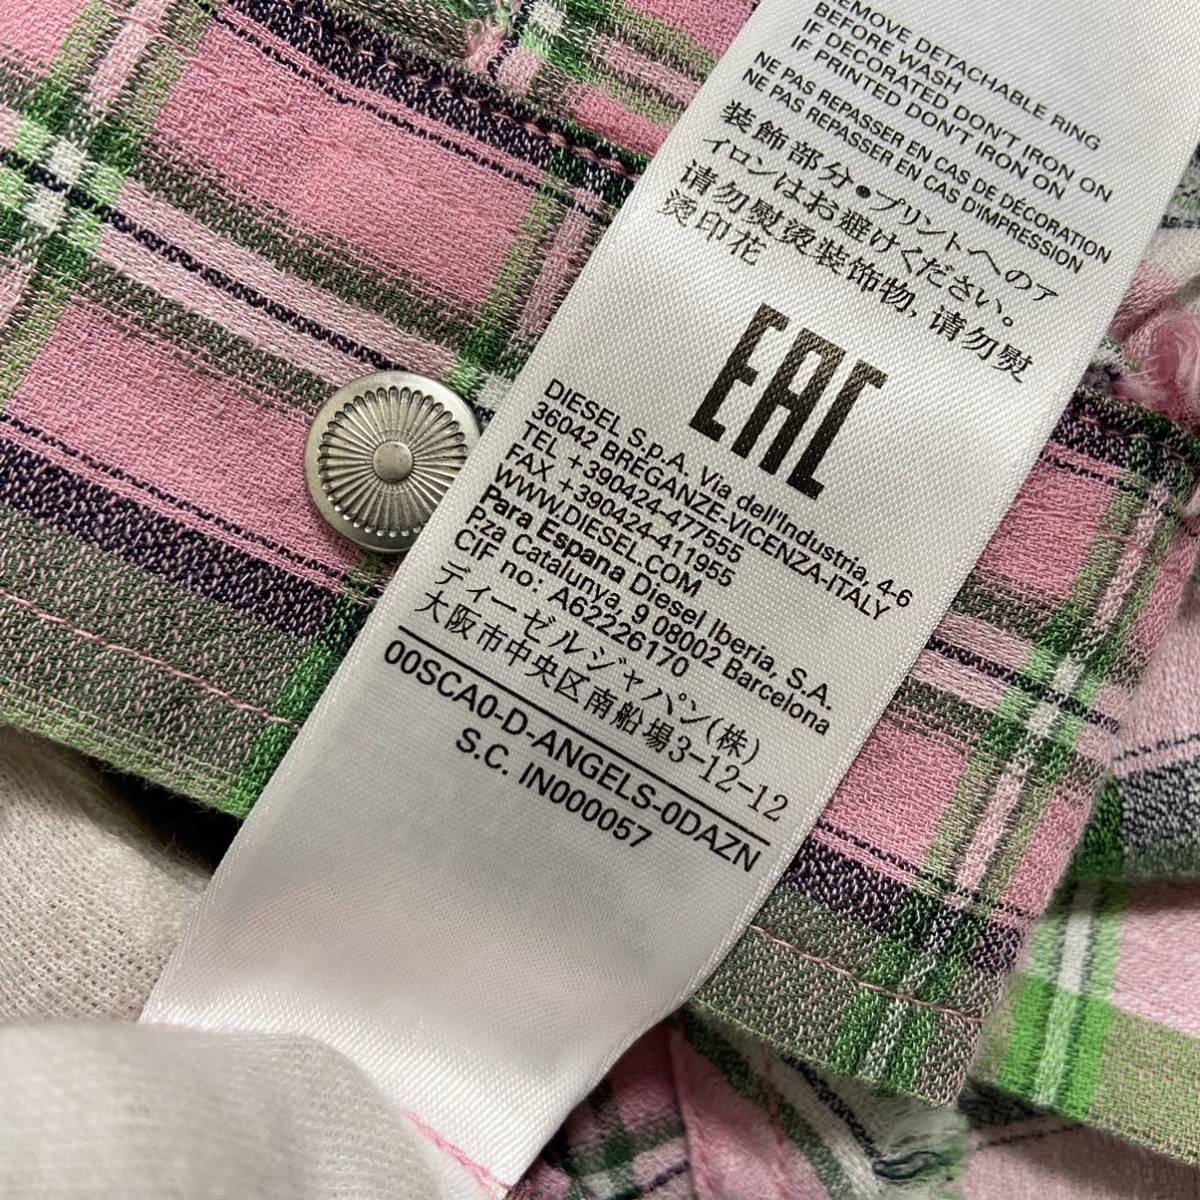 REMOVE DETACHABLE RING
BEFORE WASH
IF DECORATED DON'T IRON ON
IF PRINTED DON'T IRON ON
NE PAS REPASSER EN CAS DE DÉCORATION
NE PAS REPASSER EN CAS D'IMPRESSION
装飾部分•プリントへのア
イロンはお避けください。
请勿熨烫装饰物, 请勿熨
烫印花
EAC
DIESEL S.p.A. Via dell'Industria, 4-6
36042 BREGANZE-VICENZA-ITALY
TEL +390424-477555
FAX +390424-411955
WWW.DIESEL.COM
Para Espana Diesel Iberia, S.A.
P.za Catalunya, 9 08002 Barcelona
CIF no: A62226170
ディーゼルジャパン(株)
大阪市中央区南船場3-12-12
00SCA0-D-ANGELS-0DAZN
S.C. IN000057